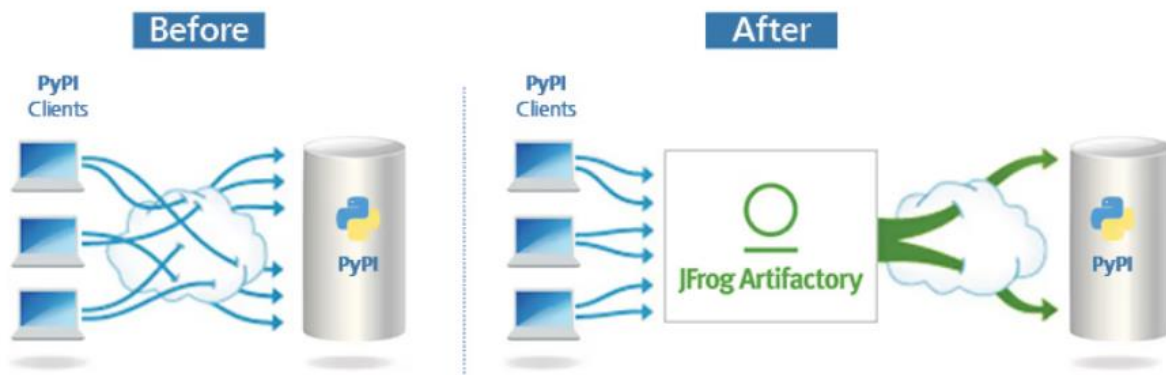 Before
PyPI
Clients
PyPI
After
PyPI
Clients
JFrog Artifactory
PyPI